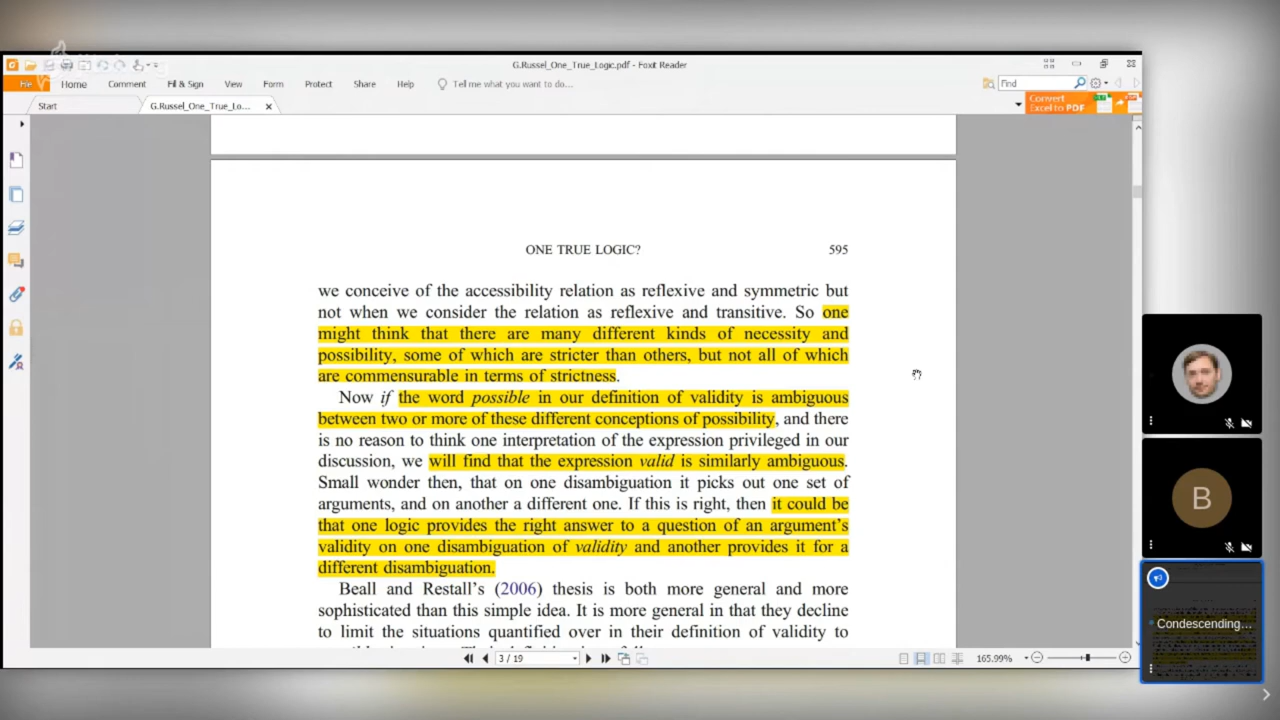 G.Russel_One_True_Logic.pdf - Foxit Reader
File Home Comment Fill & Sign View Form Protect Share Help Tell me what you want to do... Find
Start G.Russel_One_True_Lo...
Convert
Excel to PDF
ONE TRUE LOGIC? 595
we conceive of the accessibility relation as reflexive and symmetric but
not when we consider the relation as reflexive and transitive. So one
might think that there are many different kinds of necessity and
possibility, some of which are stricter than others, but not all of which
are commensurable in terms of strictness.
Now if the word possible in our definition of validity is ambiguous
between two or more of these different conceptions of possibility, and there
is no reason to think one interpretation of the expression privileged in our
discussion, we will find that the expression valid is similarly ambiguous.
Small wonder then, that on one disambiguation it picks out one set of
arguments, and on another a different one. If this is right, then it could be
that one logic provides the right answer to a question of an argument's
validity on one disambiguation of validity and another provides it for a
different disambiguation.
Beall and Restall's (2006) thesis is both more general and more
sophisticated than this simple idea. It is more general in that they decline
to limit the situations quantified over in their definition of validity to
3 / 19
165.99%
B
Condescending...